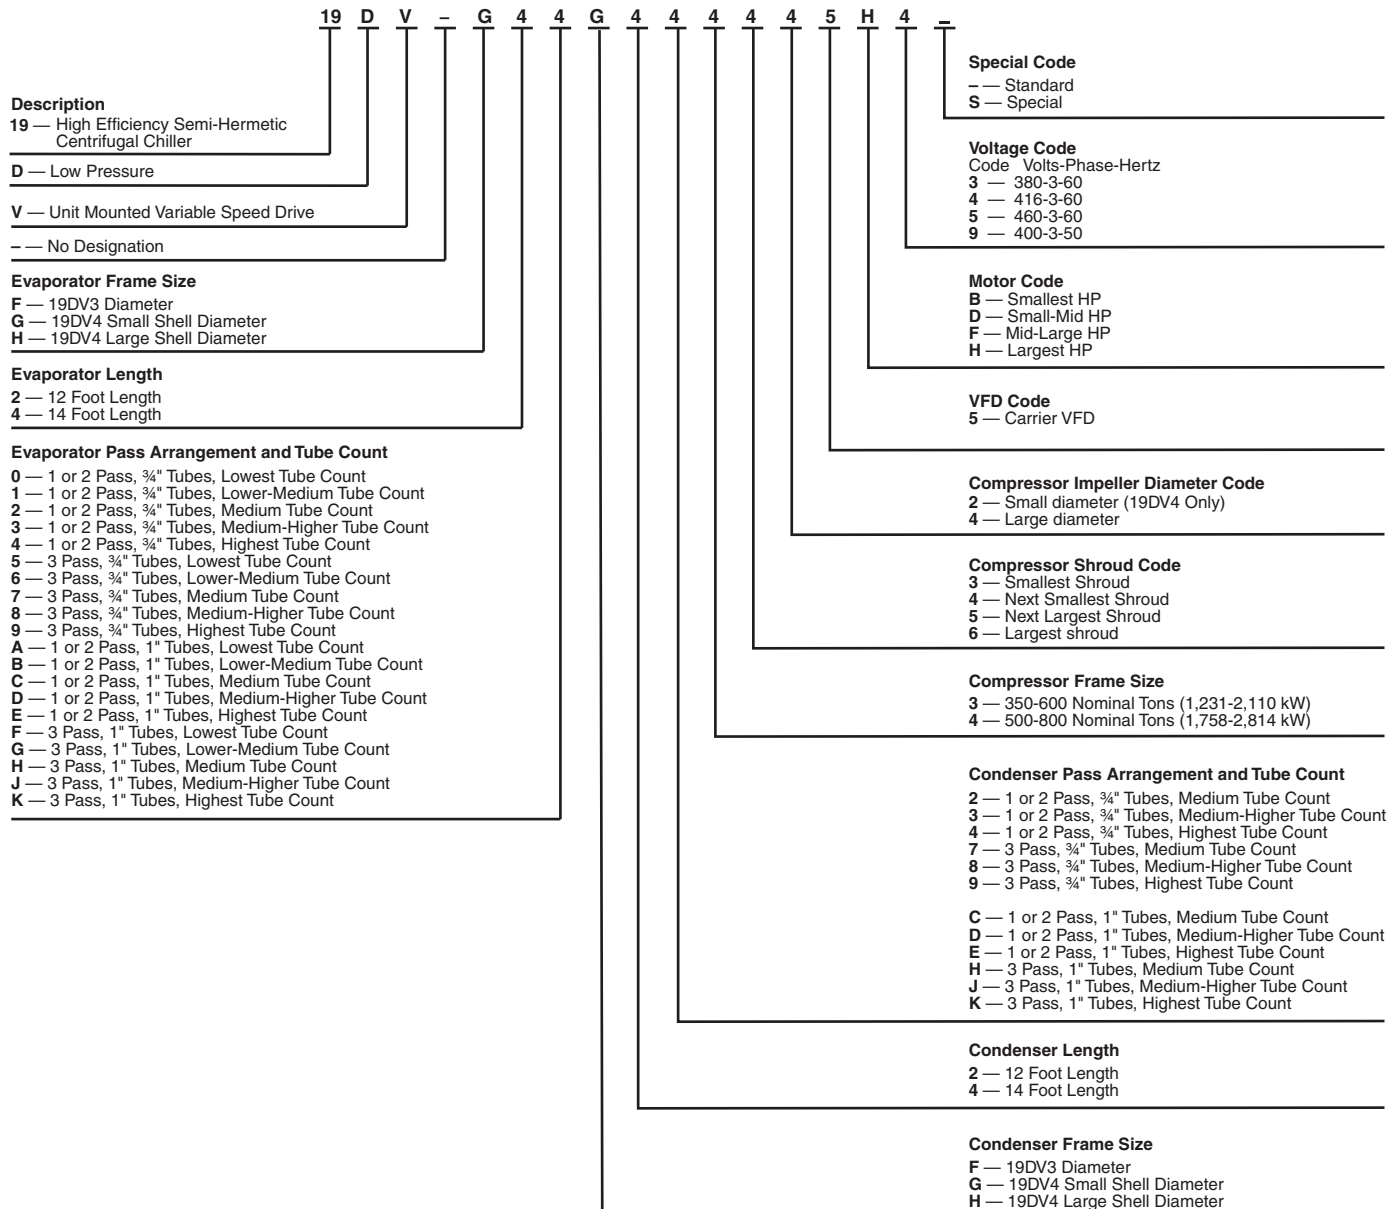 19 D V – G 4 4 G 4 4 4 4 4 5 H 4 –
Description
19 — High Efficiency Semi-Hermetic
Centrifugal Chiller
D — Low Pressure
V — Unit Mounted Variable Speed Drive
– — No Designation
Evaporator Frame Size
F — 19DV3 Diameter
G — 19DV4 Small Shell Diameter
H — 19DV4 Large Shell Diameter
Evaporator Length
2 — 12 Foot Length
4 — 14 Foot Length
Evaporator Pass Arrangement and Tube Count
0 — 1 or 2 Pass, ¾" Tubes, Lowest Tube Count
1 — 1 or 2 Pass, ¾" Tubes, Lower-Medium Tube Count
2 — 1 or 2 Pass, ¾" Tubes, Medium Tube Count
3 — 1 or 2 Pass, ¾" Tubes, Medium-Higher Tube Count
4 — 1 or 2 Pass, ¾" Tubes, Highest Tube Count
5 — 3 Pass, ¾" Tubes, Lowest Tube Count
6 — 3 Pass, ¾" Tubes, Lower-Medium Tube Count
7 — 3 Pass, ¾" Tubes, Medium Tube Count
8 — 3 Pass, ¾" Tubes, Medium-Higher Tube Count
9 — 3 Pass, ¾" Tubes, Highest Tube Count
A — 1 or 2 Pass, 1" Tubes, Lowest Tube Count
B — 1 or 2 Pass, 1" Tubes, Lower-Medium Tube Count
C — 1 or 2 Pass, 1" Tubes, Medium Tube Count
D — 1 or 2 Pass, 1" Tubes, Medium-Higher Tube Count
E — 1 or 2 Pass, 1" Tubes, Highest Tube Count
F — 3 Pass, 1" Tubes, Lowest Tube Count
G — 3 Pass, 1" Tubes, Lower-Medium Tube Count
H — 3 Pass, 1" Tubes, Medium Tube Count
J — 3 Pass, 1" Tubes, Medium-Higher Tube Count
K — 3 Pass, 1" Tubes, Highest Tube Count
Special Code
– — Standard
S — Special
Voltage Code
Code Volts-Phase-Hertz
3 — 380-3-60
4 — 416-3-60
5 — 460-3-60
9 — 400-3-50
Motor Code
B — Smallest HP
D — Small-Mid HP
F — Mid-Large HP
H — Largest HP
VFD Code
5 — Carrier VFD
Compressor Impeller Diameter Code
2 — Small diameter (19DV4 Only)
4 — Large diameter
Compressor Shroud Code
3 — Smallest Shroud
4 — Next Smallest Shroud
5 — Next Largest Shroud
6 — Largest shroud
Compressor Frame Size
3 — 350-600 Nominal Tons (1,231-2,110 kW)
4 — 500-800 Nominal Tons (1,758-2,814 kW)
Condenser Pass Arrangement and Tube Count
2 — 1 or 2 Pass, ¾" Tubes, Medium Tube Count
3 — 1 or 2 Pass, ¾" Tubes, Medium-Higher Tube Count
4 — 1 or 2 Pass, ¾" Tubes, Highest Tube Count
7 — 3 Pass, ¾" Tubes, Medium Tube Count
8 — 3 Pass, ¾" Tubes, Medium-Higher Tube Count
9 — 3 Pass, ¾" Tubes, Highest Tube Count
C — 1 or 2 Pass, 1" Tubes, Medium Tube Count
D — 1 or 2 Pass, 1" Tubes, Medium-Higher Tube Count
E — 1 or 2 Pass, 1" Tubes, Highest Tube Count
H — 3 Pass, 1" Tubes, Medium Tube Count
J — 3 Pass, 1" Tubes, Medium-Higher Tube Count
K — 3 Pass, 1" Tubes, Highest Tube Count
Condenser Length
2 — 12 Foot Length
4 — 14 Foot Length
Condenser Frame Size
F — 19DV3 Diameter
G — 19DV4 Small Shell Diameter
H — 19DV4 Large Shell Diameter